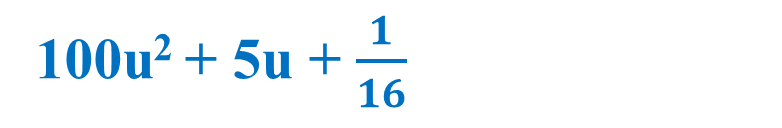 100u² + 5u + 1/16